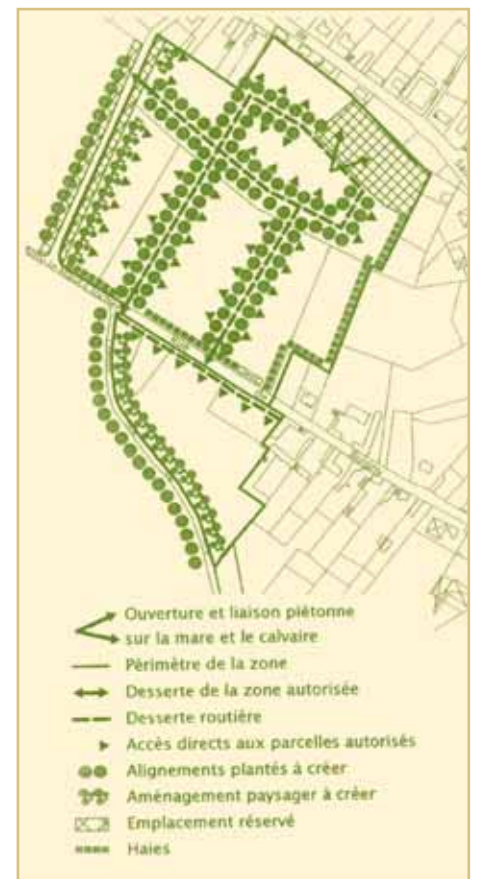 Ouverture et liaison piétonne
sur la mare et le calvaire
Périmètre de la zone
Desserte de la zone autorisée
Desserte routière
Accès directs aux parcelles autorisés
Alignements plantés à créer
Aménagement paysager à créer
Emplacement réservé
Haies